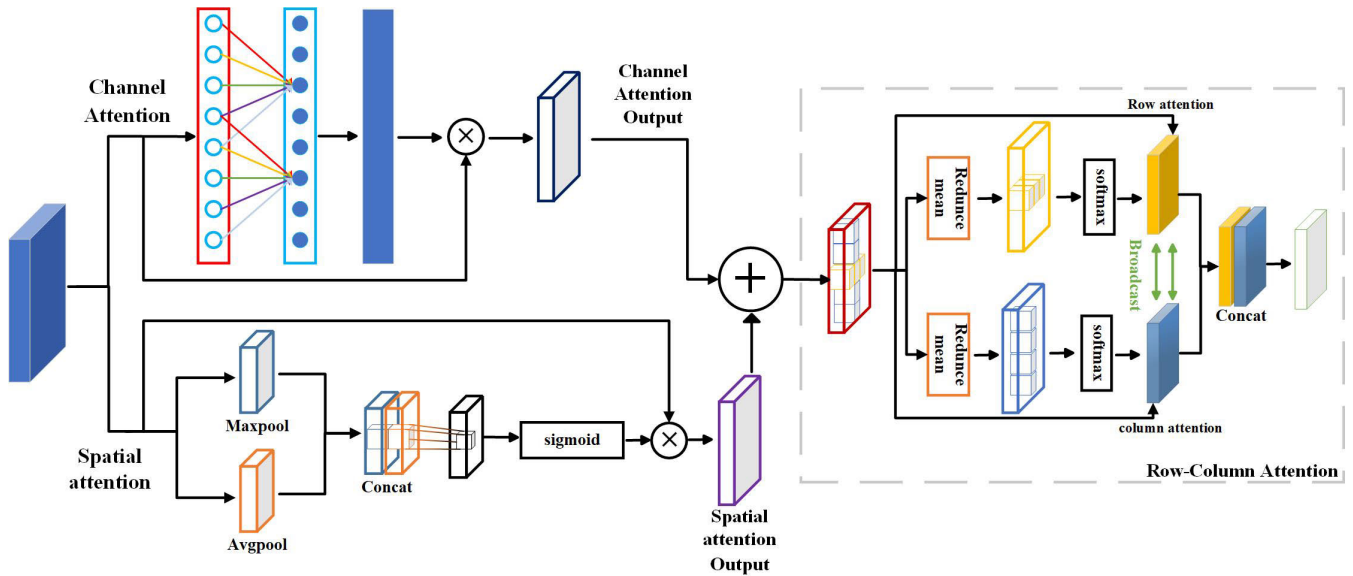 Channel
Attention
Channel
Attention
Output
Row attention
Redunce
mean
softmax
Broadcast
Concat
Redunce
mean
softmax
column attention
Row-Column Attention
Spatial
attention
Maxpool
Avgpool
Concat
sigmoid
Spatial
attention
Output